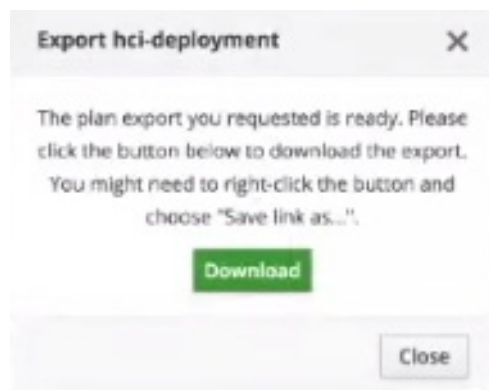 Export hci-deployment
The plan export you requested is ready. Please
click the button below to download the export.
You might need to right-click the button and
choose "Save link as...".
Download
Close